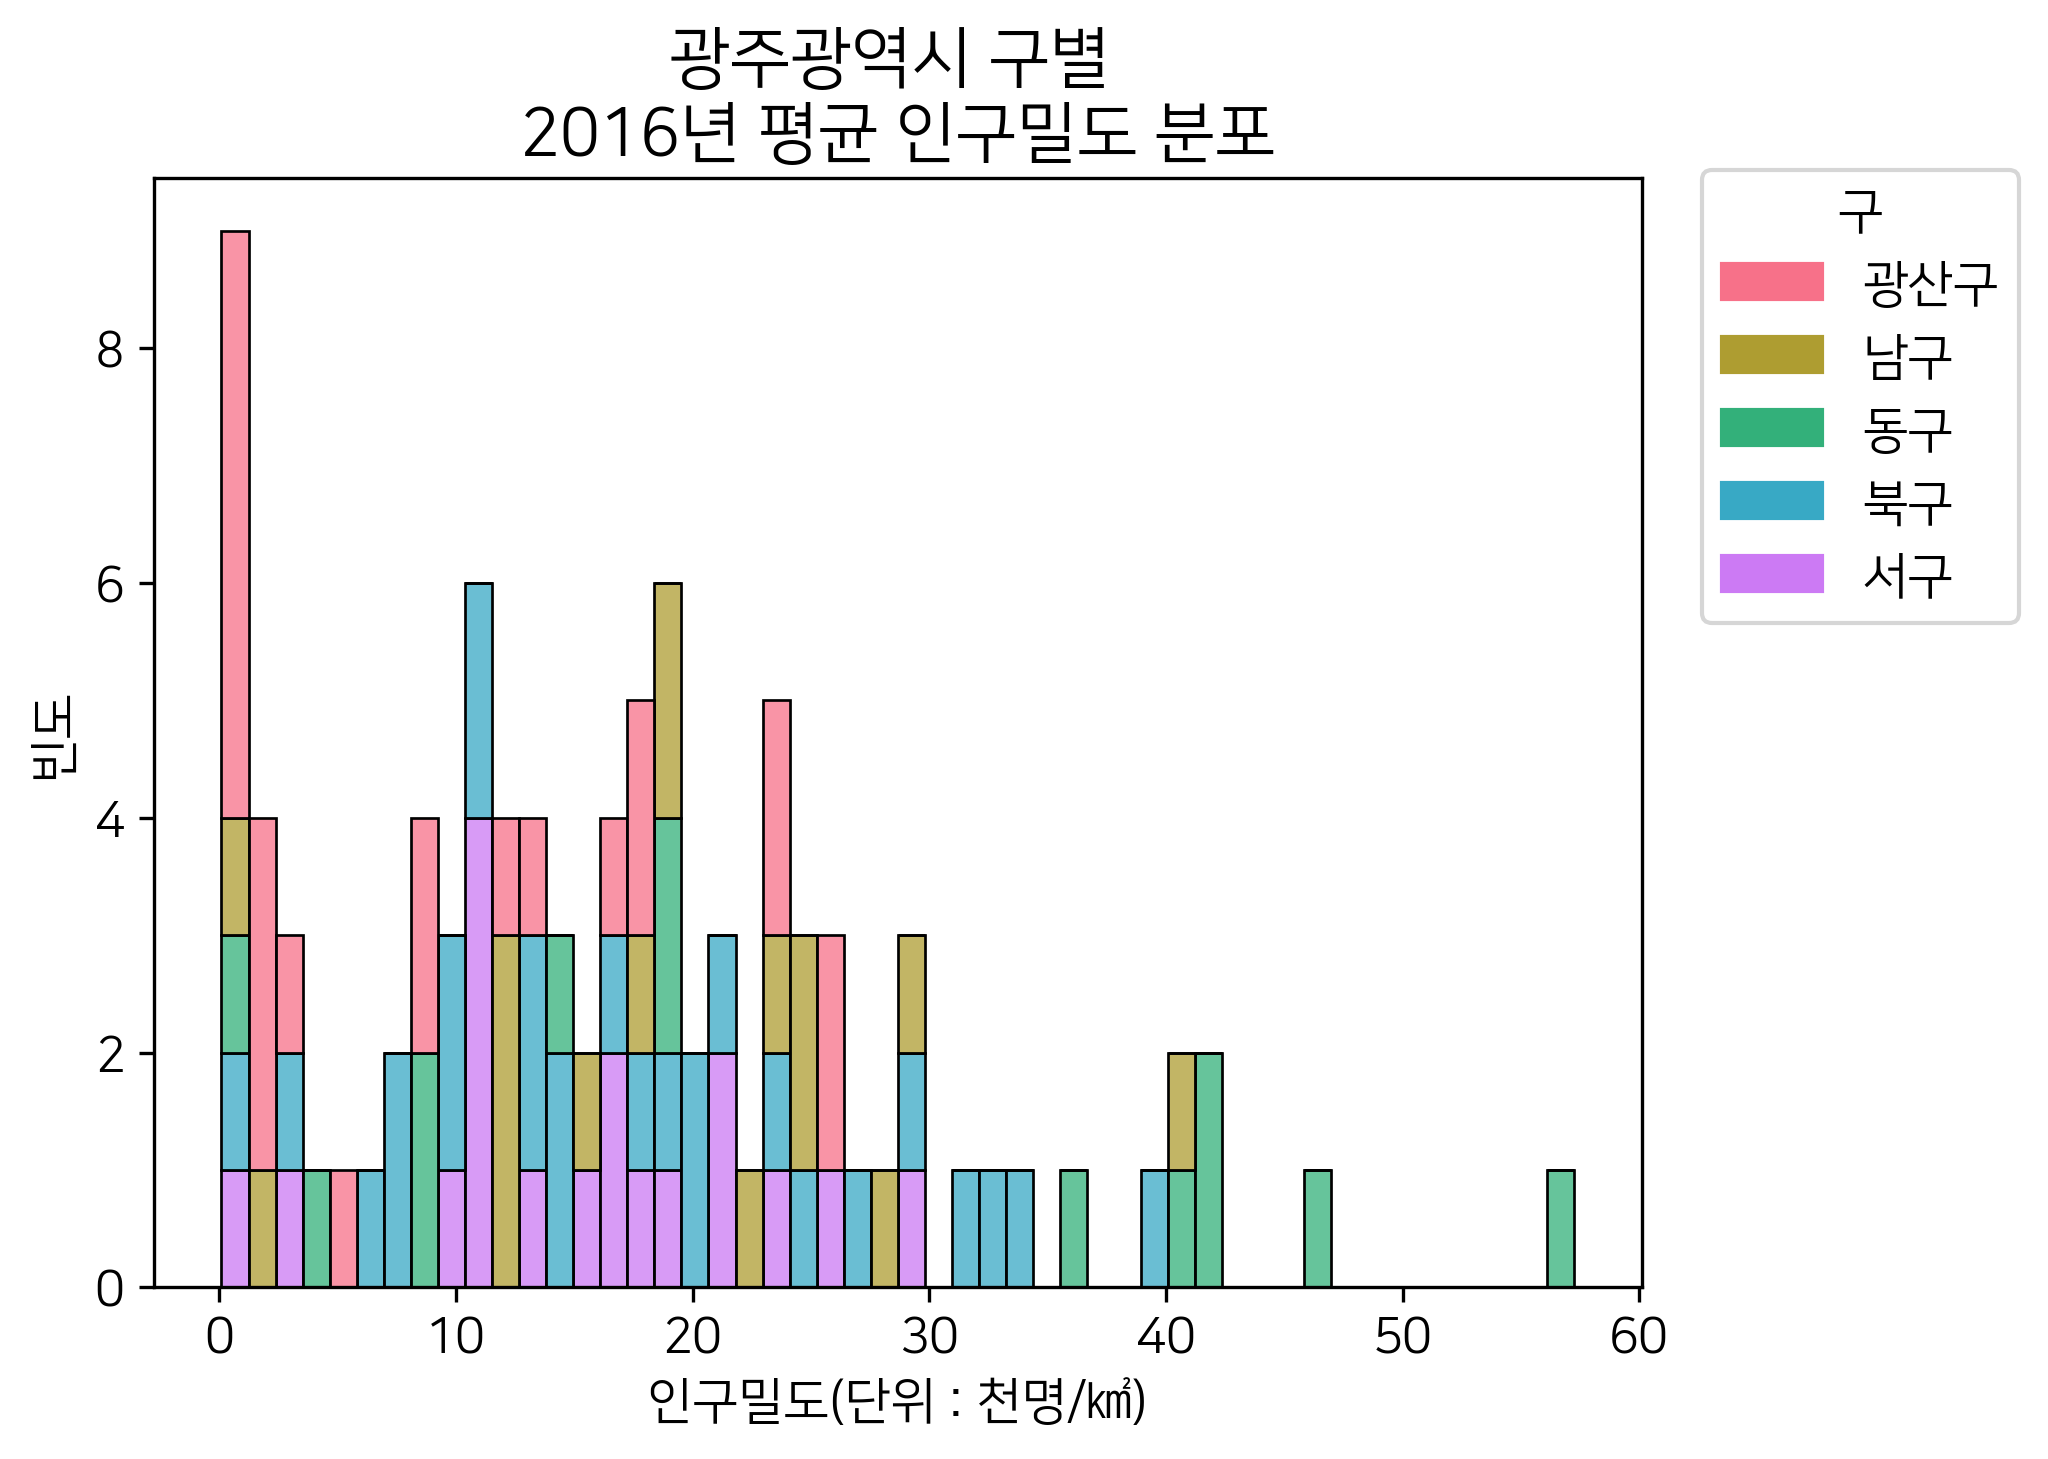 광주광역시 구별
2016년 평균 인구밀도 분포
구
광산구
남구
동구
북구
서구
빈도
8
6
4
2
0
0 10 20 30 40 50 60
인구밀도(단위 : 천명/㎢)